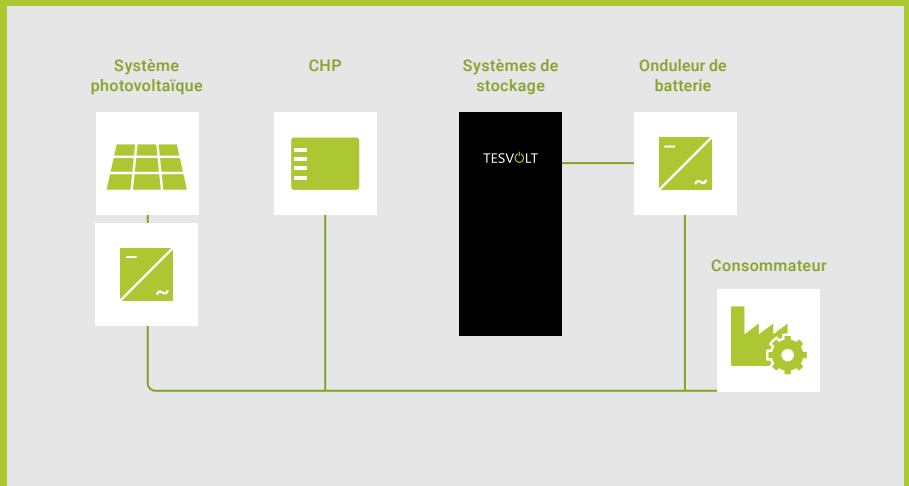 Système
photovoltaïque
CHP
Systèmes de
stockage
Onduleur de
batterie
TESVOLT
Consommateur